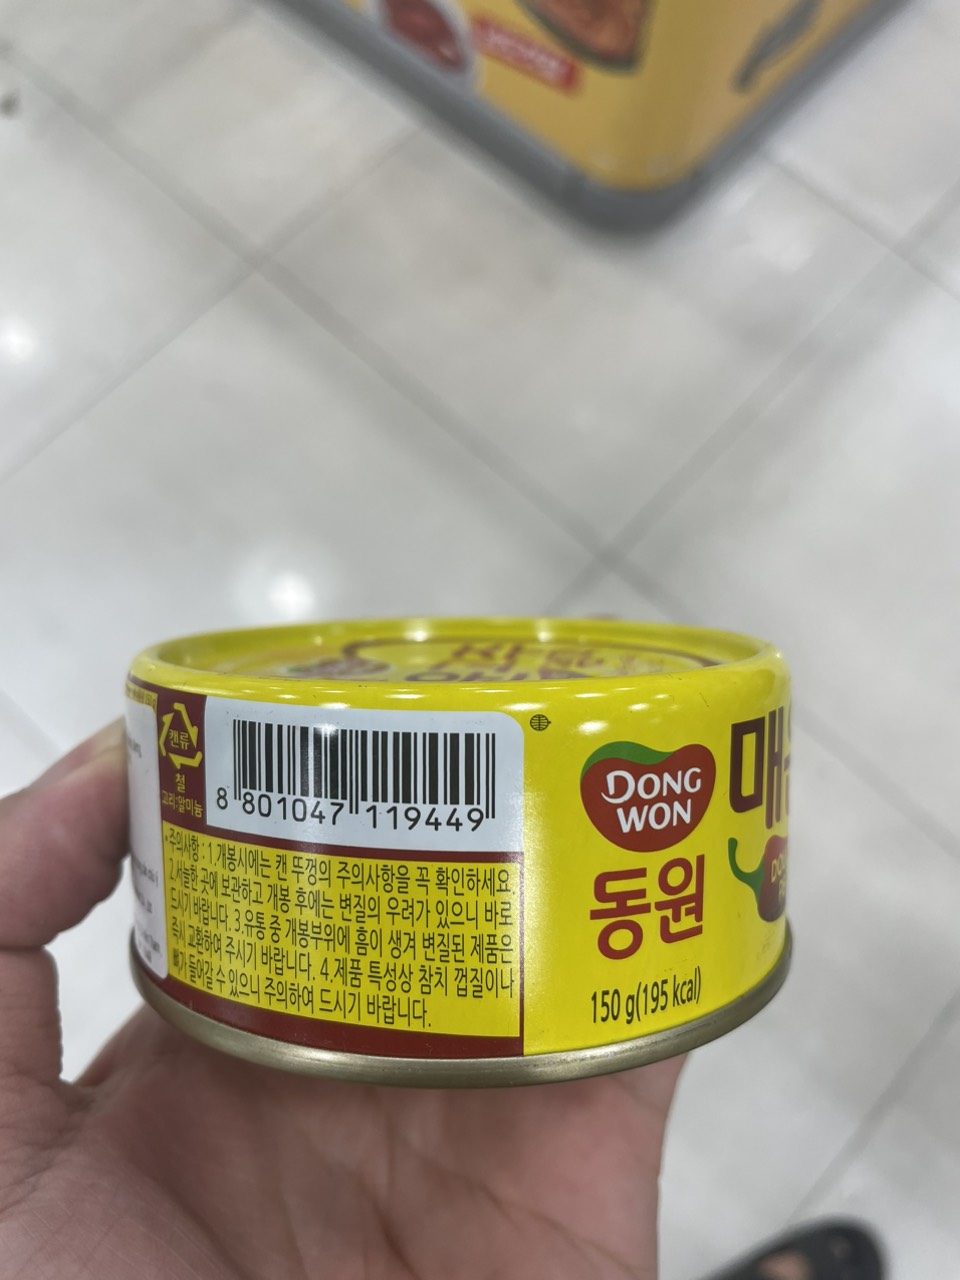 캔류
철
고리:알미늄
8 801047 119449
*주의사항 : 1.개봉시에는 캔 뚜껑의 주의사항을 꼭 확인하세요.
2.서늘한 곳에 보관하고 개봉 후에는 변질의 우려가 있으니 바로
드시기 바랍니다. 3.유통 중 개봉부위에 흠이 생겨 변질된 제품은
즉시 교환하여 주시기 바랍니다. 4.제품 특성상 참치 껍질이나
뼈가 들어갈 수 있으니 주의하여 드시기 바랍니다.
DONG
WON
동원
150 g(195 kcal)
매